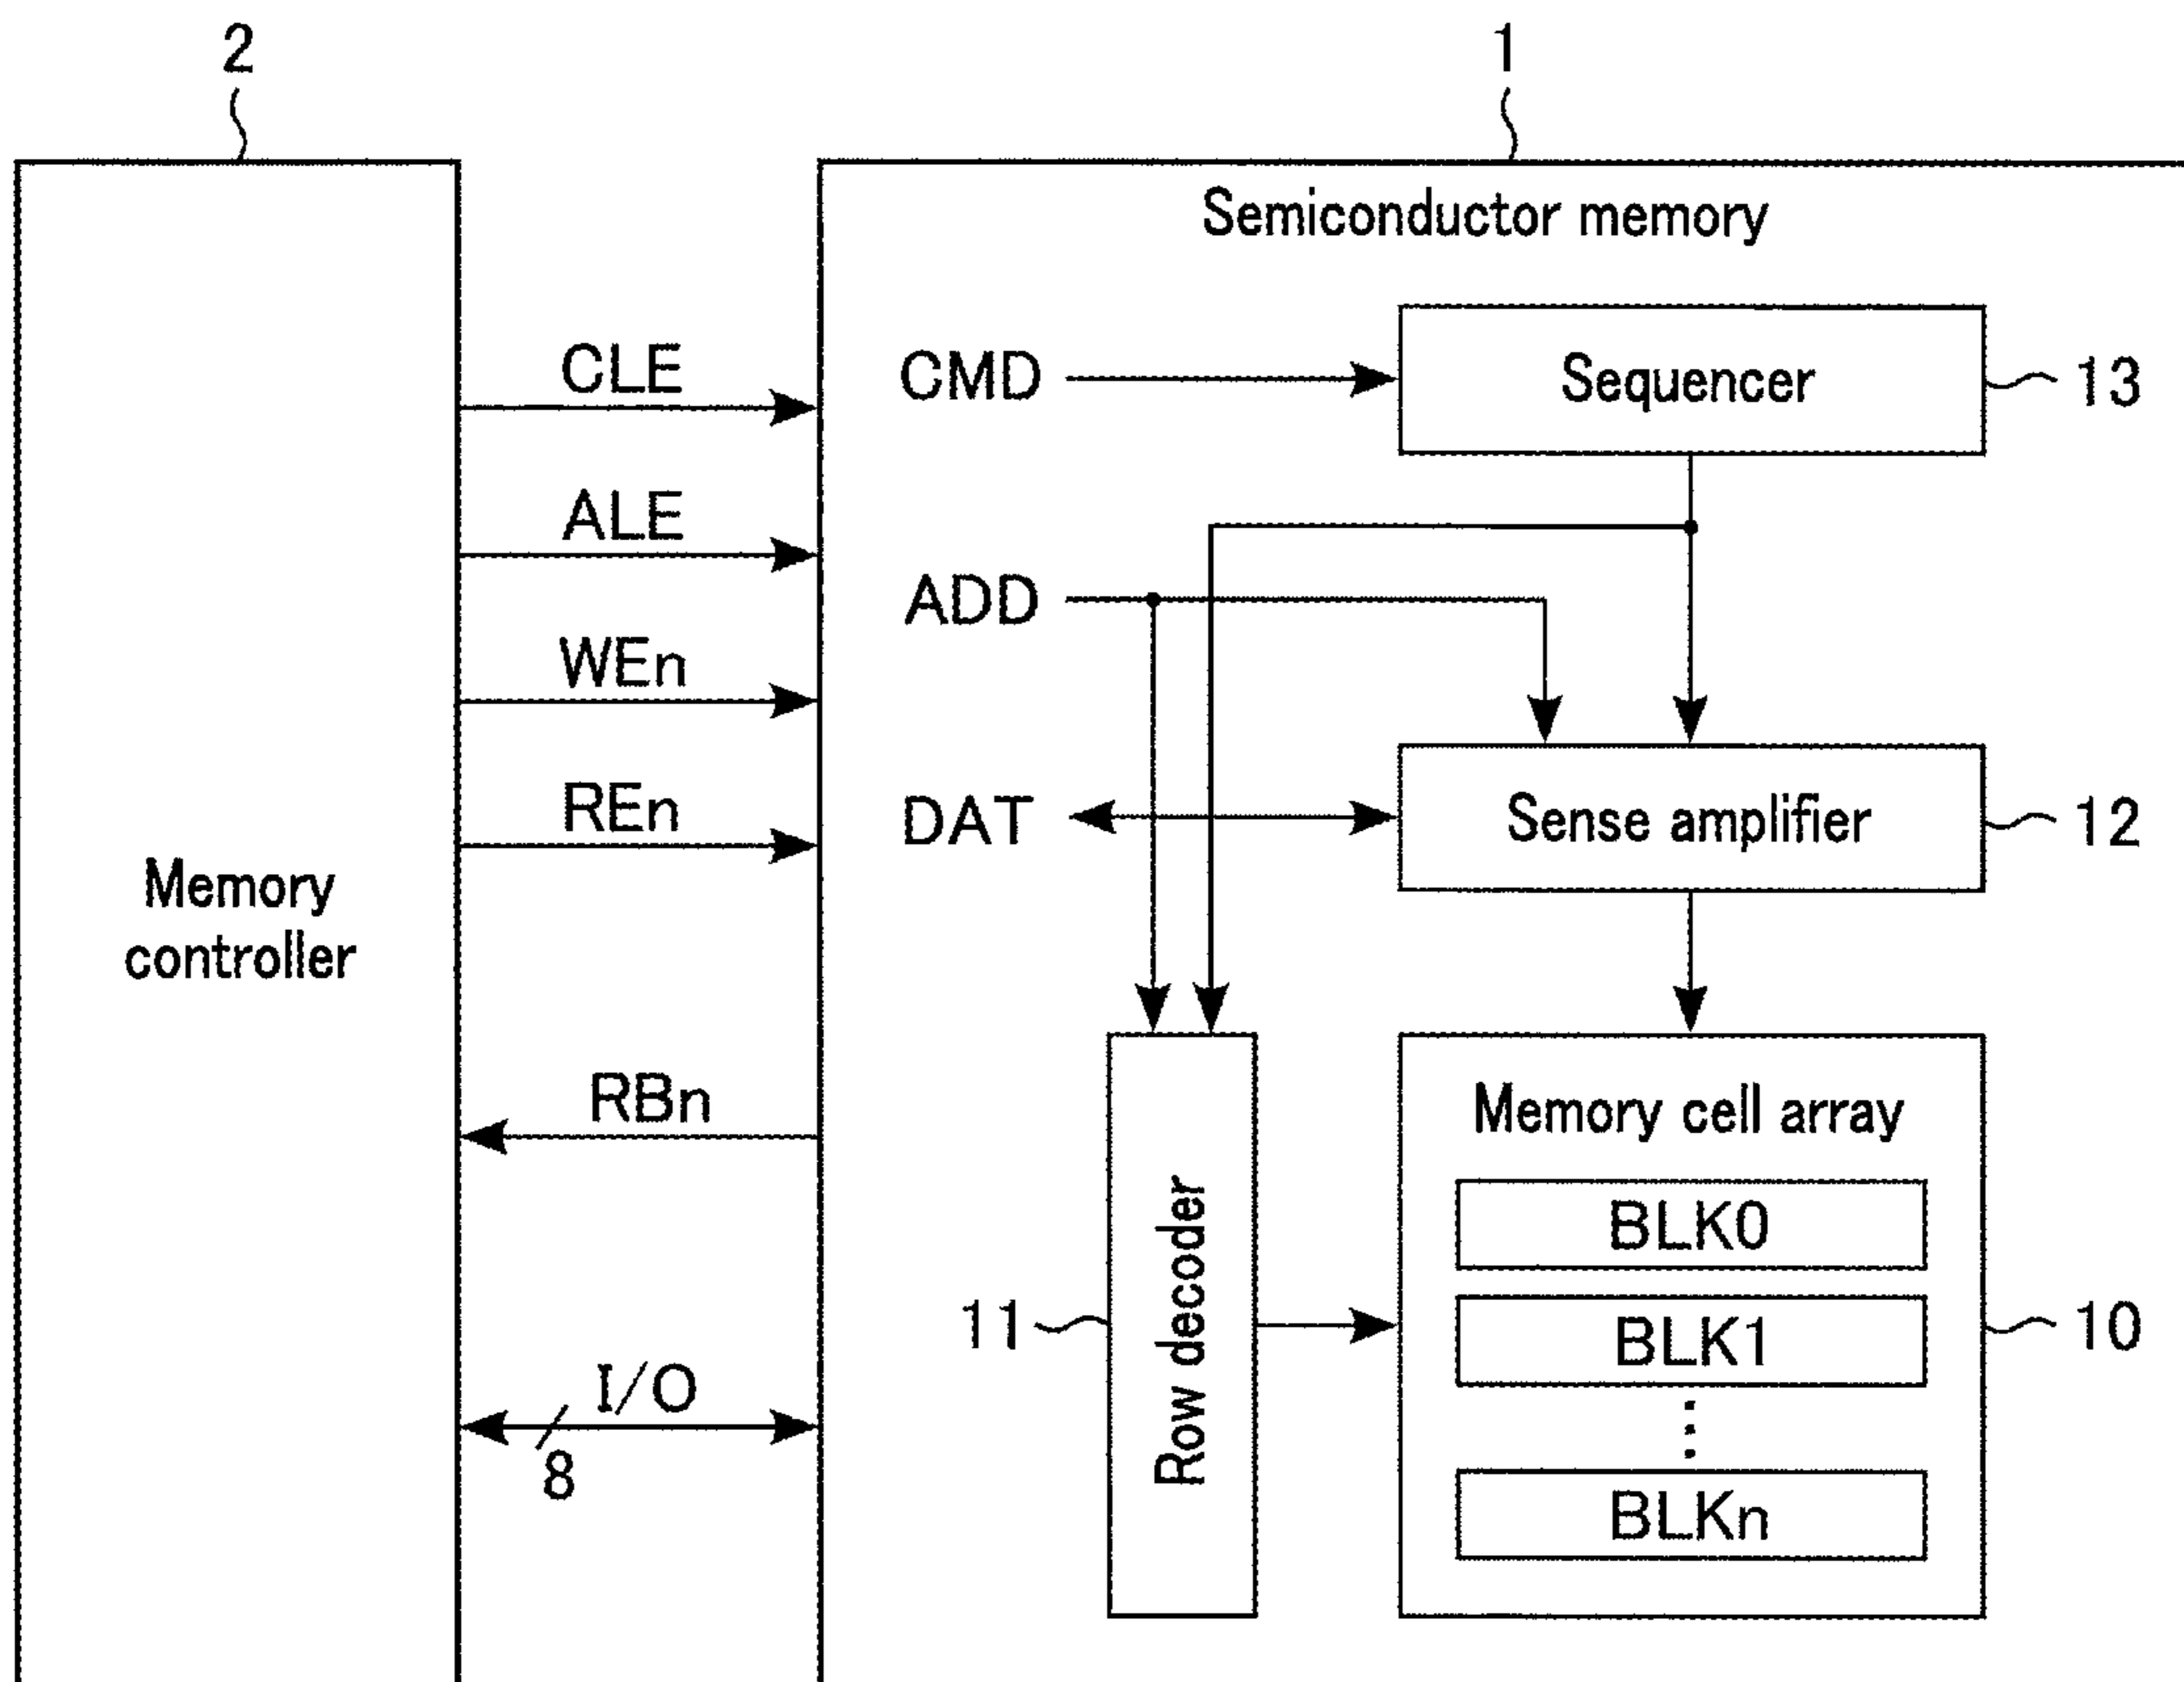 2
1
Semiconductor memory
CLE
CMD
Sequencer
13
ALE
ADD
WEn
REn
DAT
Sense amplifier
12
Memory
controller
RBn
Memory cell array
BLK0
11
Row decoder
BLK1
10
I/O
8
BLKn